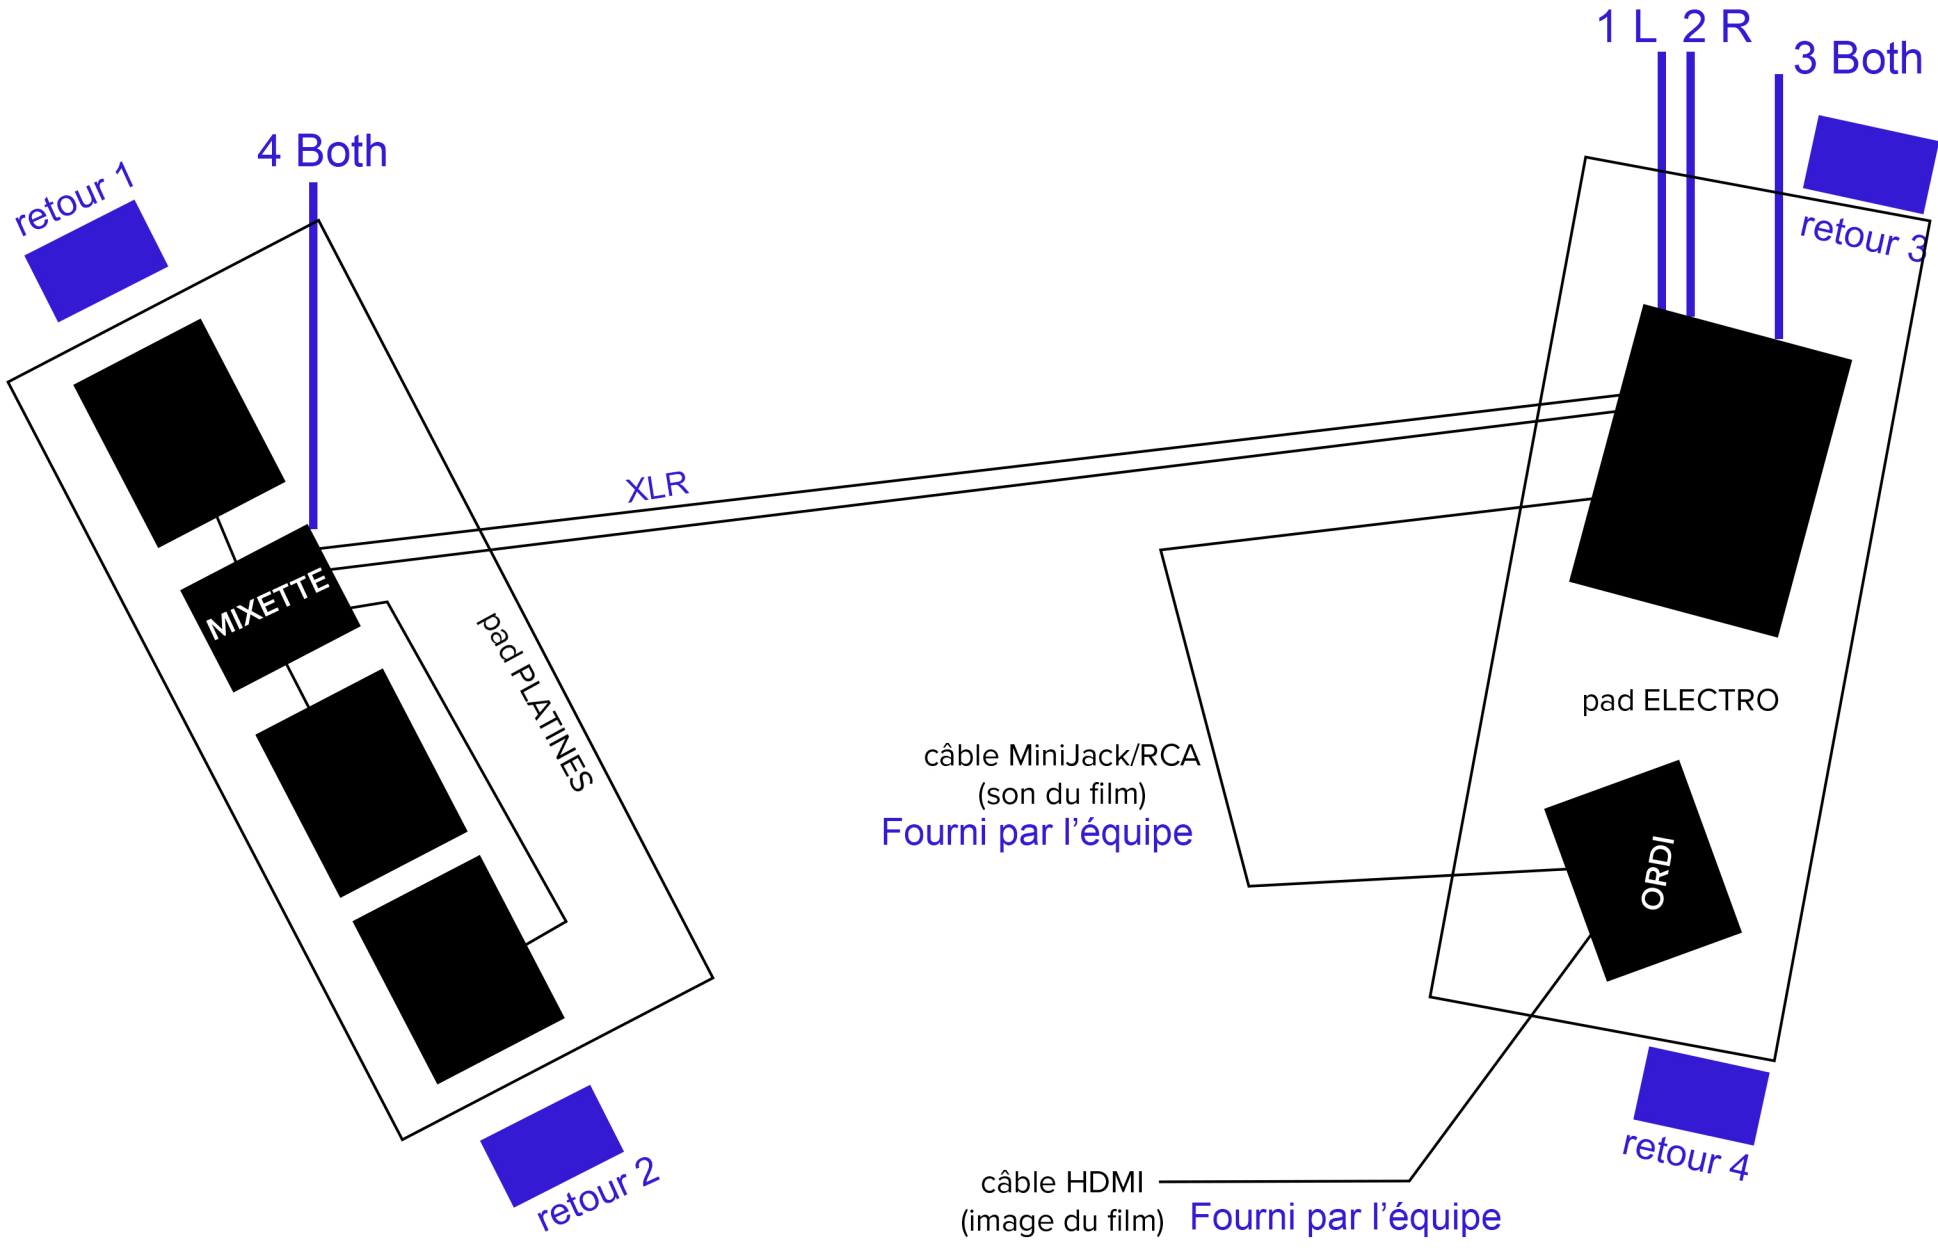 1 L
2 R
3 Both
4 Both
retour 1
retour 3
XLR
MIXETTE
pad PLATINES
pad ELECTRO
câble MiniJack/RCA
(son du film)
Fourni par l’équipe
ORDI
retour 4
retour 2
câble HDMI
(image du film)
Fourni par l’équipe